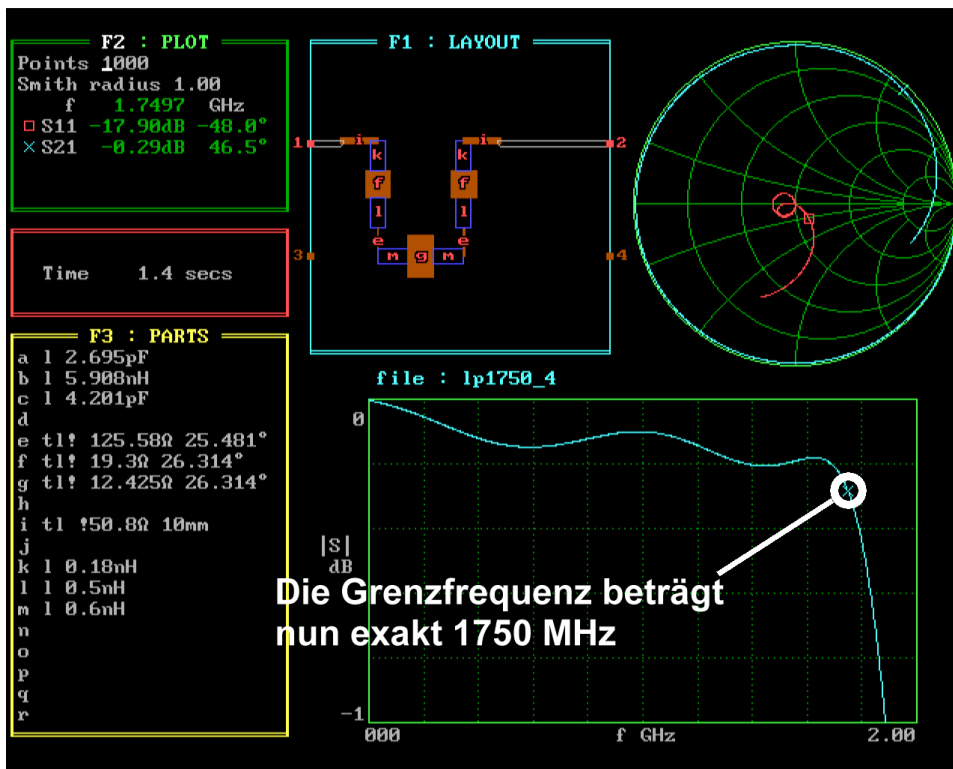 F2 : PLOT
Points 1000
Smith radius 1.00
f 1.7497 GHz
□ S11 -17.90dB -48.0°
× S21 -0.29dB 46.5°
Time 1.4 secs
F3 : PARTS
a l 2.695pF
b l 5.908nH
c l 4.201pF
d
e tl! 125.58Ω 25.481°
f tl! 19.3Ω 26.314°
g tl! 12.425Ω 26.314°
h
i tl !50.8Ω 10mm
j
k l 0.18nH
l l 0.5nH
m l 0.6nH
n
o
p
q
r
F1 : LAYOUT
1 i i 2
k k
f f
l l
e e
3 m g m 4
file : lp1750_4
0
|S|
dB
Die Grenzfrequenz beträgt
nun exakt 1750 MHz
-1
000 f GHz 2.00